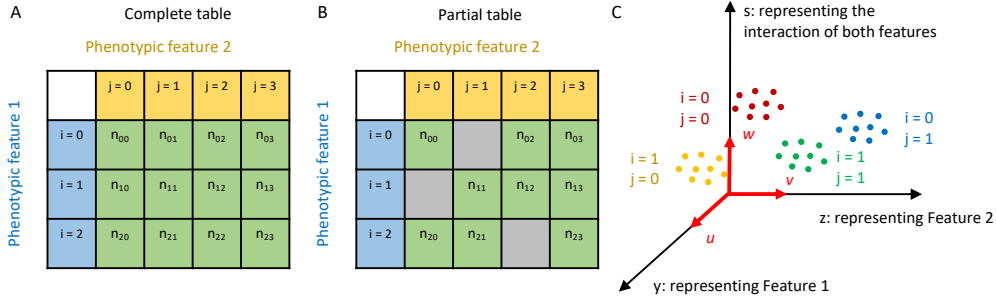 A
Complete table
Phenotypic feature 2
Phenotypic feature 1
j = 0 j = 1 j = 2 j = 3
i = 0 n00 n01 n02 n03
i = 1 n10 n11 n12 n13
i = 2 n20 n21 n22 n23
B
Partial table
Phenotypic feature 2
Phenotypic feature 1
j = 0 j = 1 j = 2 j = 3
i = 0 n00 n02 n03
i = 1 n11 n12 n13
i = 2 n20 n21 n23
C
s: representing the
interaction of both features
i = 0
j = 0
w
i = 0
j = 1
i = 1
j = 0
i = 1
j = 1
v
u
z: representing Feature 2
y: representing Feature 1